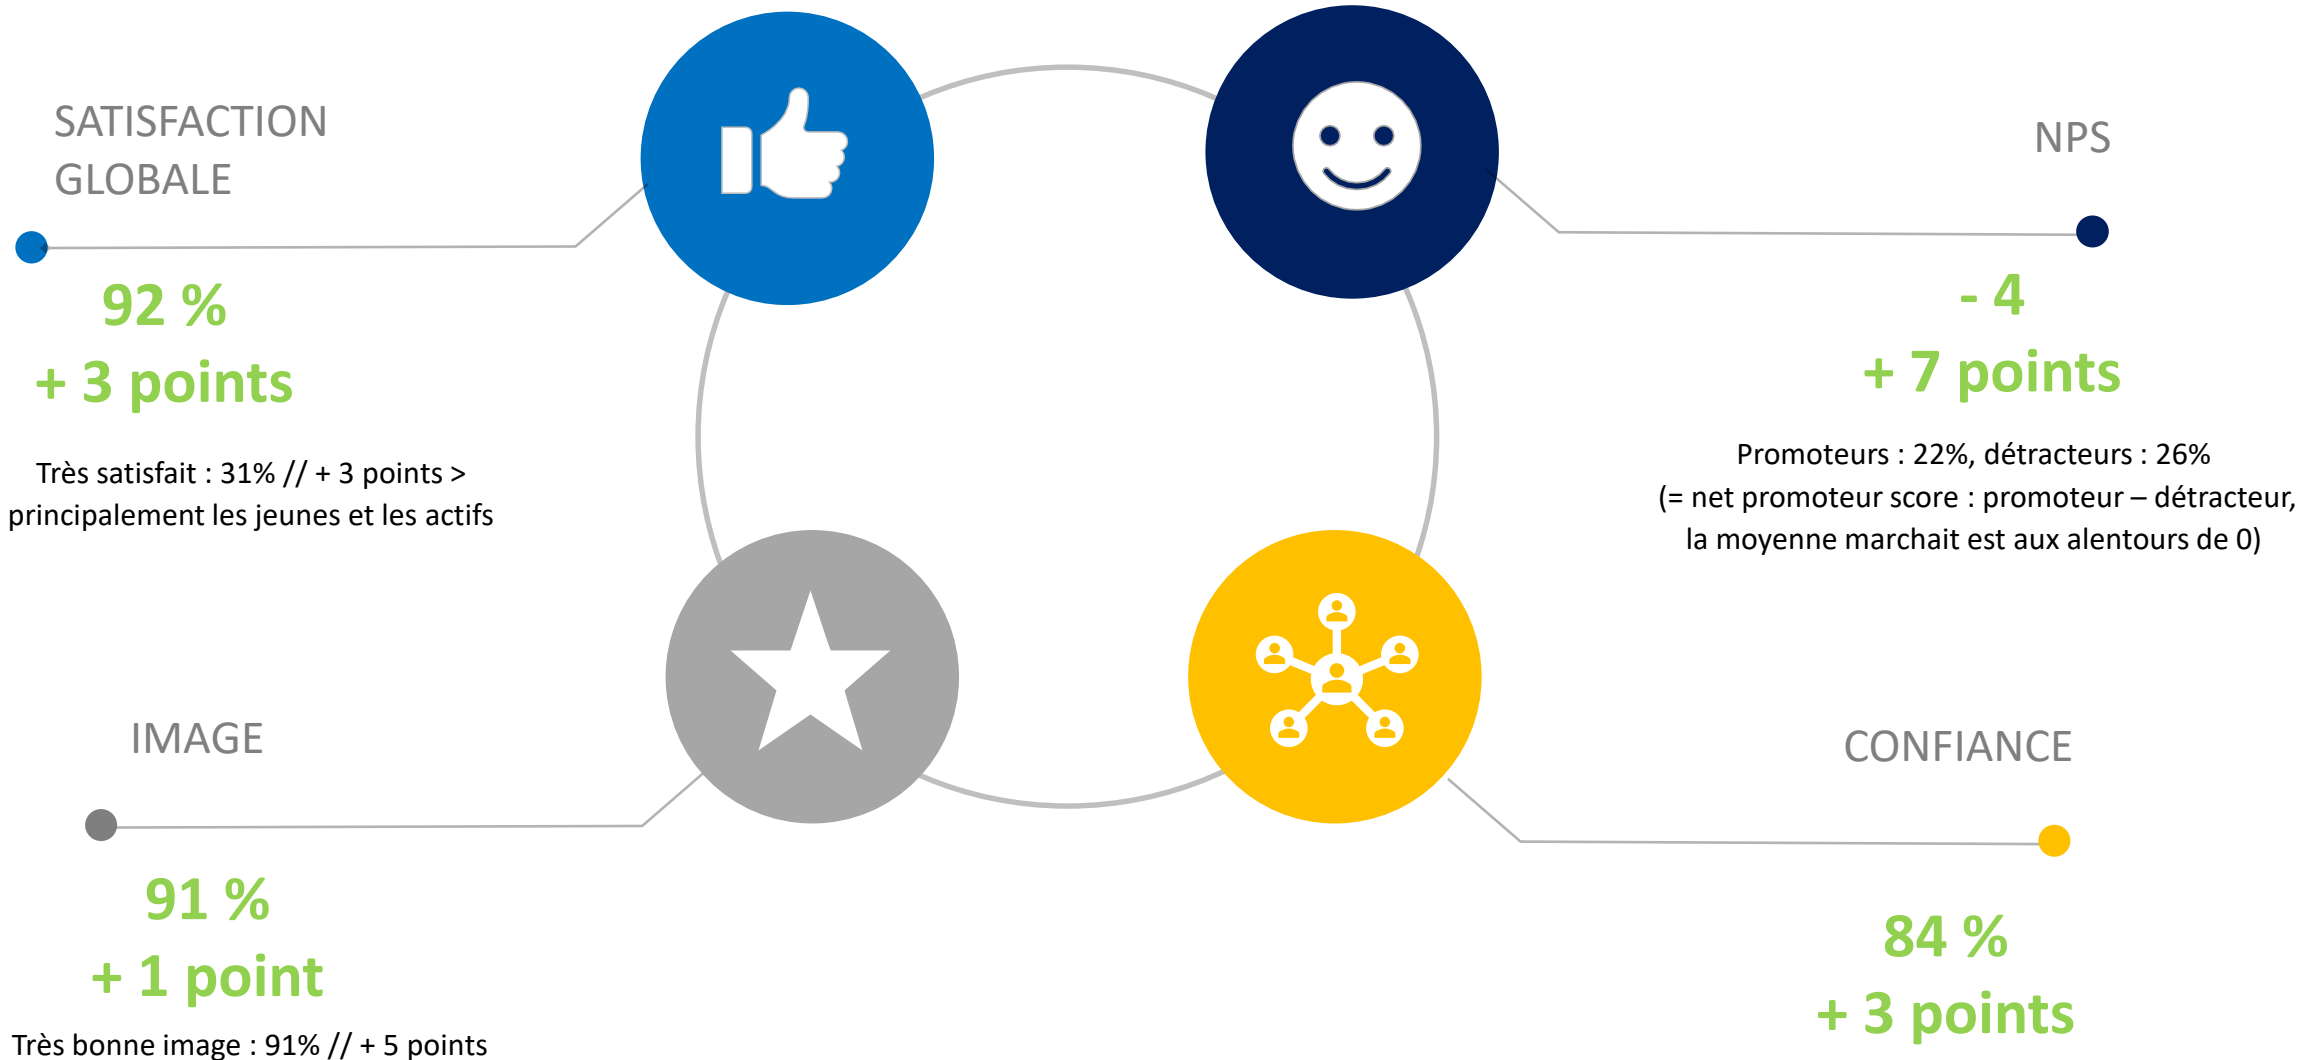 SATISFACTION
GLOBALE
92 %
+ 3 points
Très satisfait : 31% // + 3 points >
principalement les jeunes et les actifs
NPS
- 4
+ 7 points
Promoteurs : 22%, détracteurs : 26%
(= net promoteur score : promoteur – détracteur,
la moyenne marchait est aux alentours de 0)
IMAGE
91 %
+ 1 point
Très bonne image : 91% // + 5 points
CONFIANCE
84 %
+ 3 points